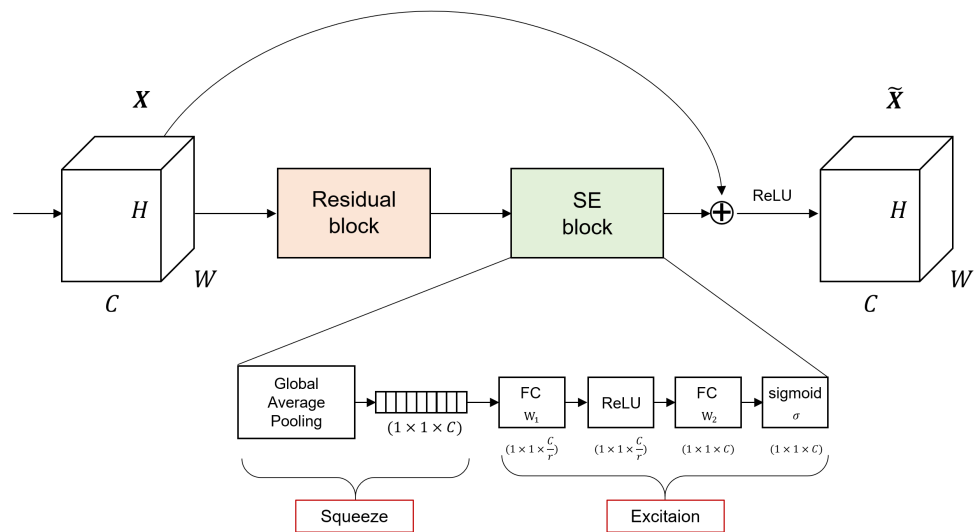 X
X̃
H
W
C
Residual
block
SE
block
ReLU
H
W
C
Global
Average
Pooling
(1 × 1 × C)
FC
W₁
ReLU
FC
W₂
sigmoid
σ
(1 × 1 × C/r)
(1 × 1 × C/r)
(1 × 1 × C)
(1 × 1 × C)
Squeeze
Excitaion